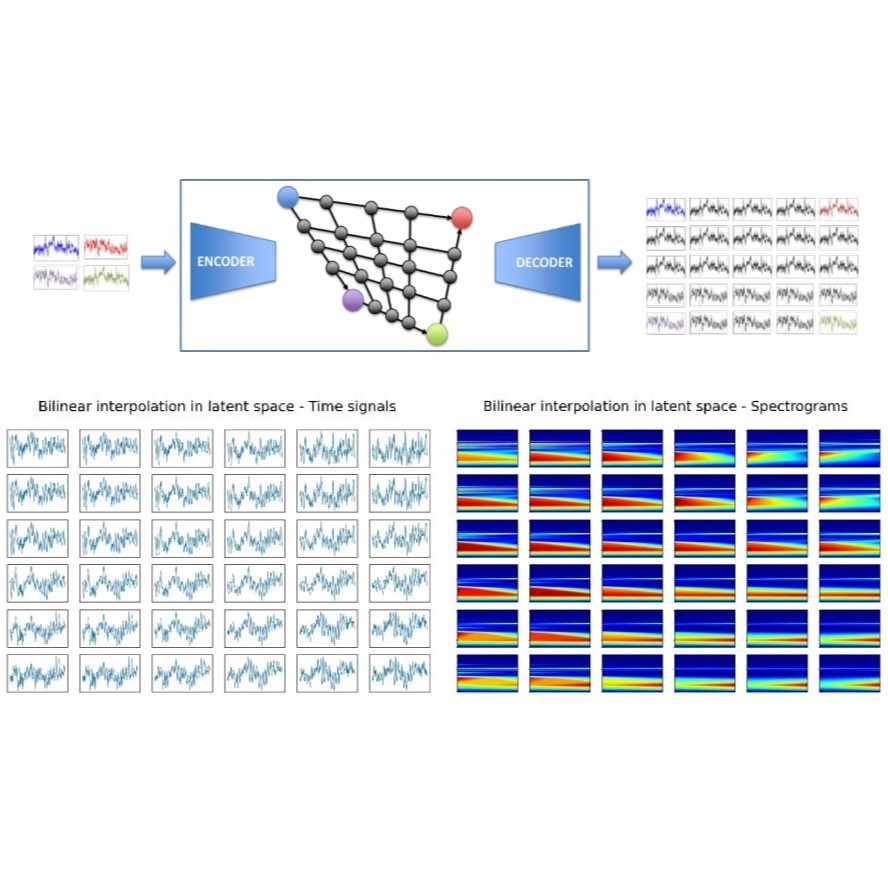 ENCODER
DECODER
Bilinear interpolation in latent space - Time signals
Bilinear interpolation in latent space - Spectrograms